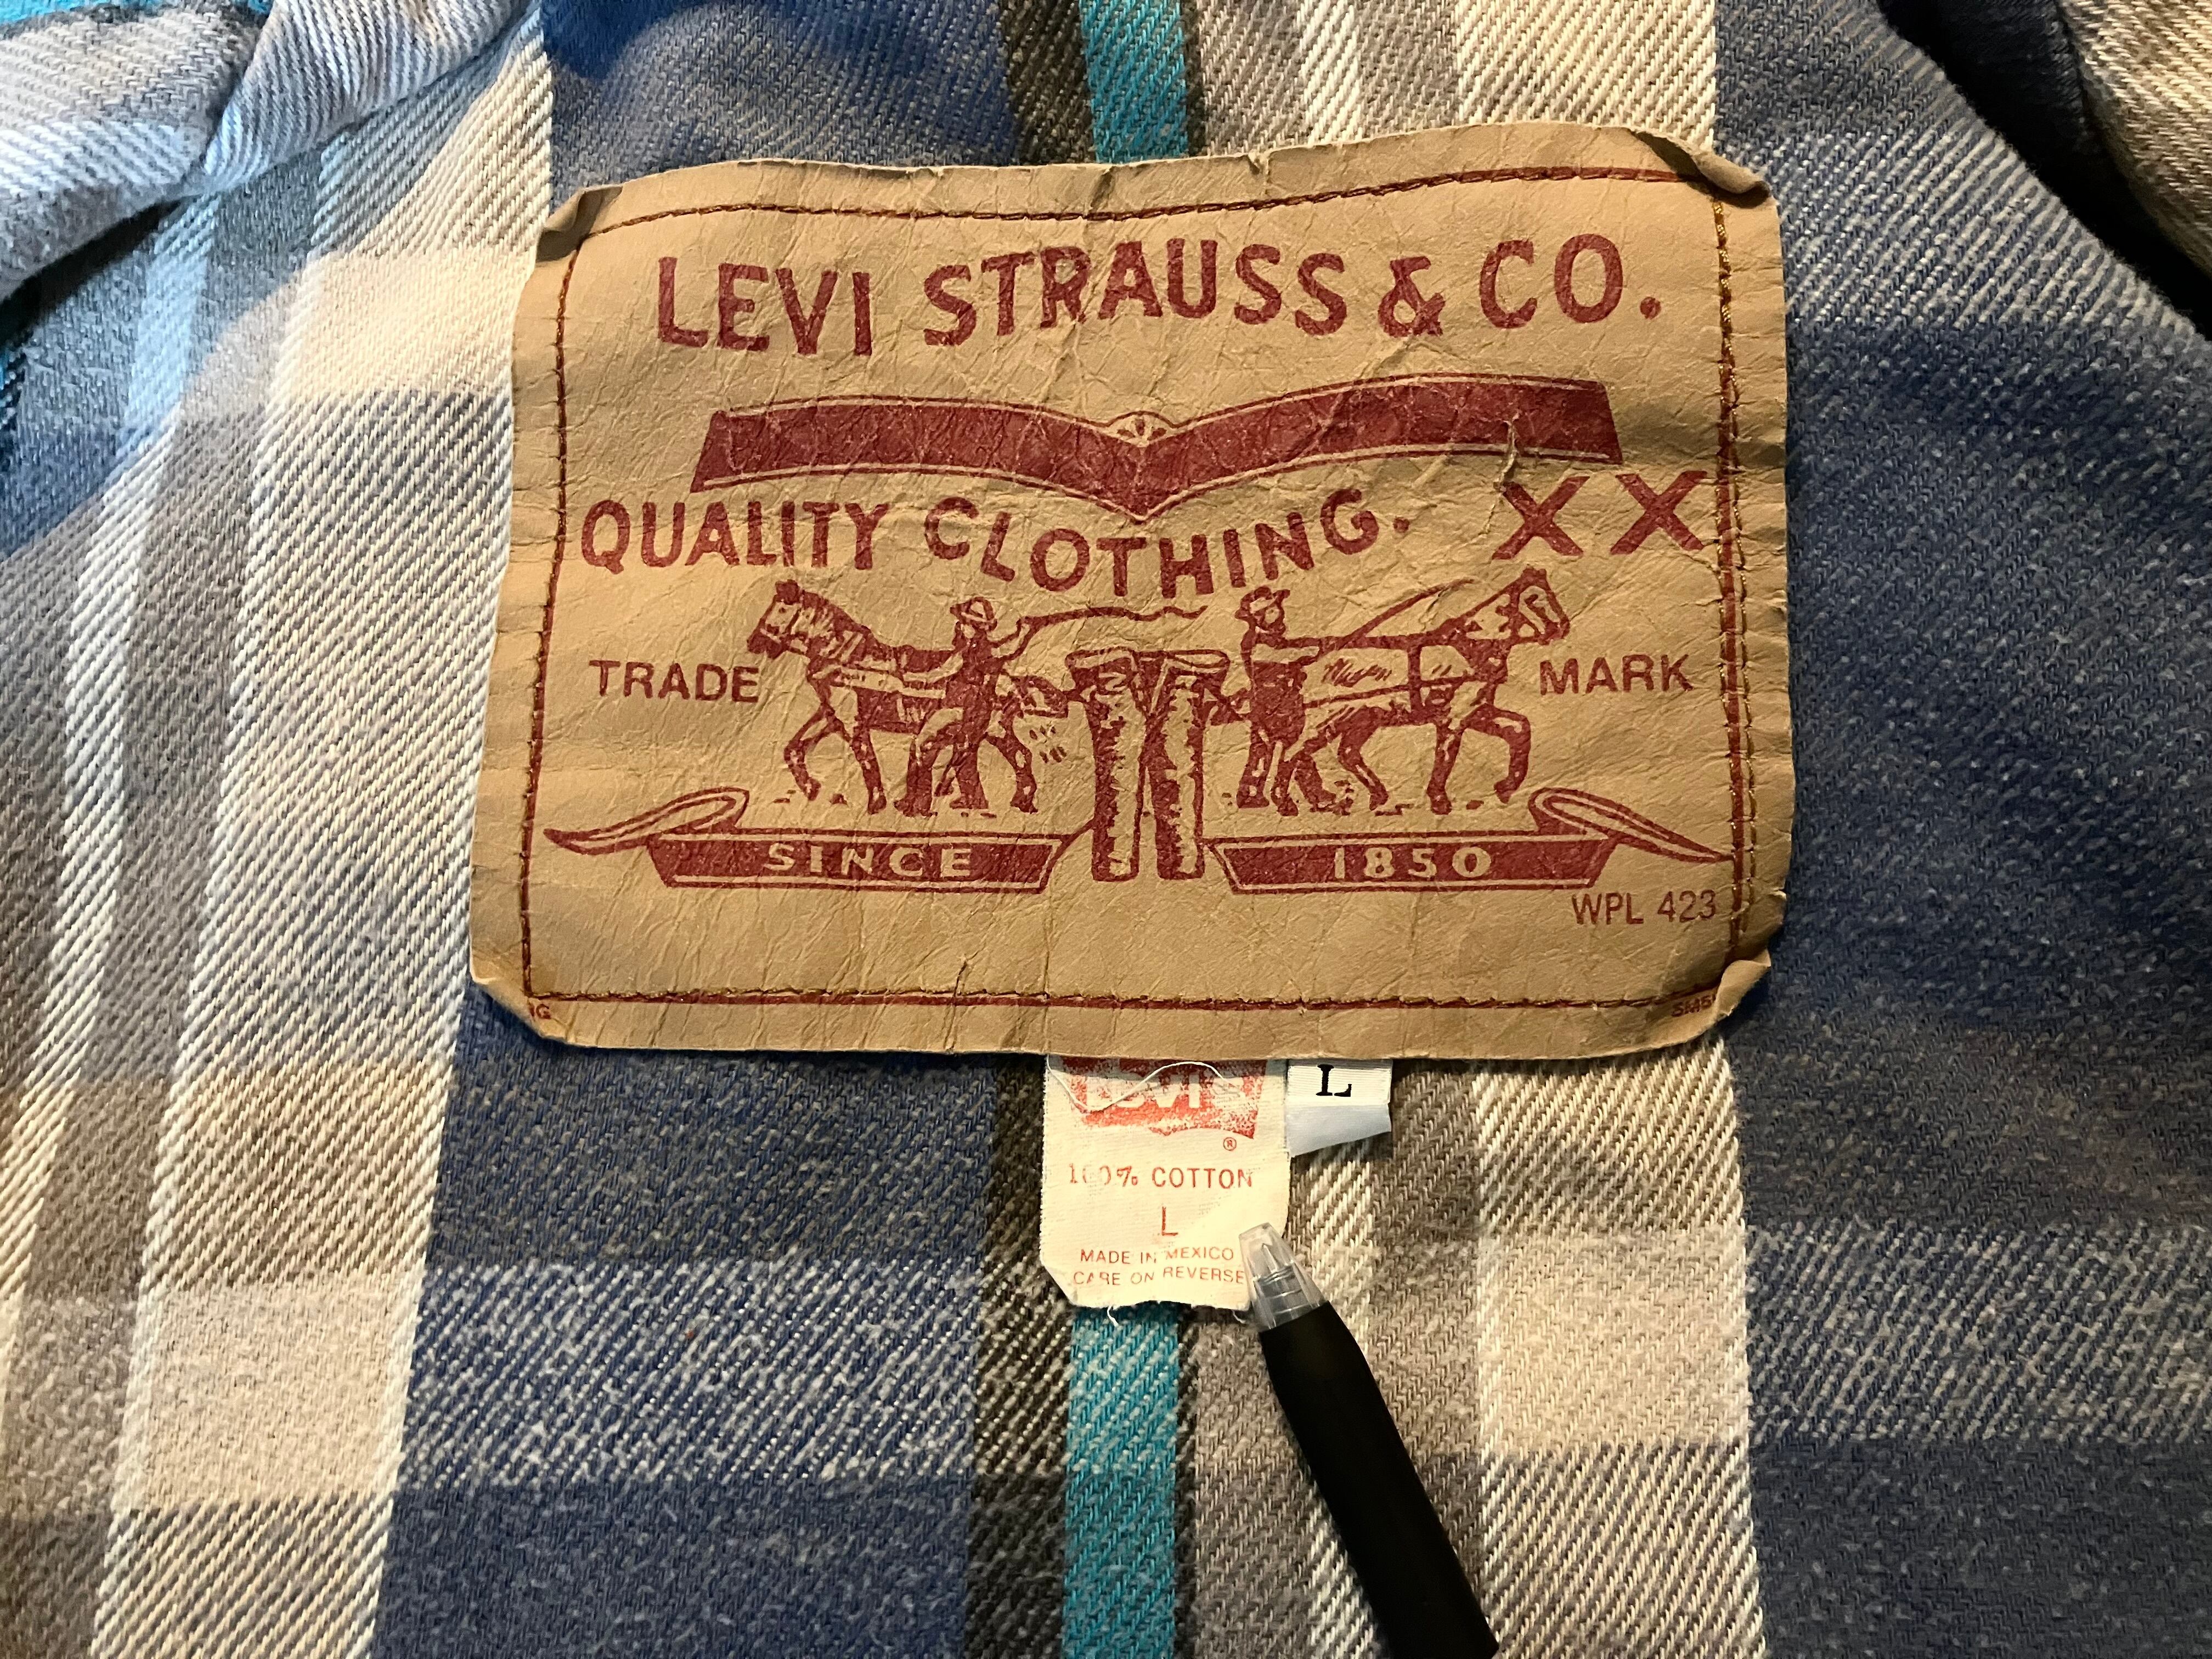 LEVI STRAUSS & CO.
QUALITY CLOTHING. XX
TRADE MARK
SINCE 1850
WPL 423
LEVI'S
®
L
100% COTTON
L
MADE IN MEXICO
CARE ON REVERSE